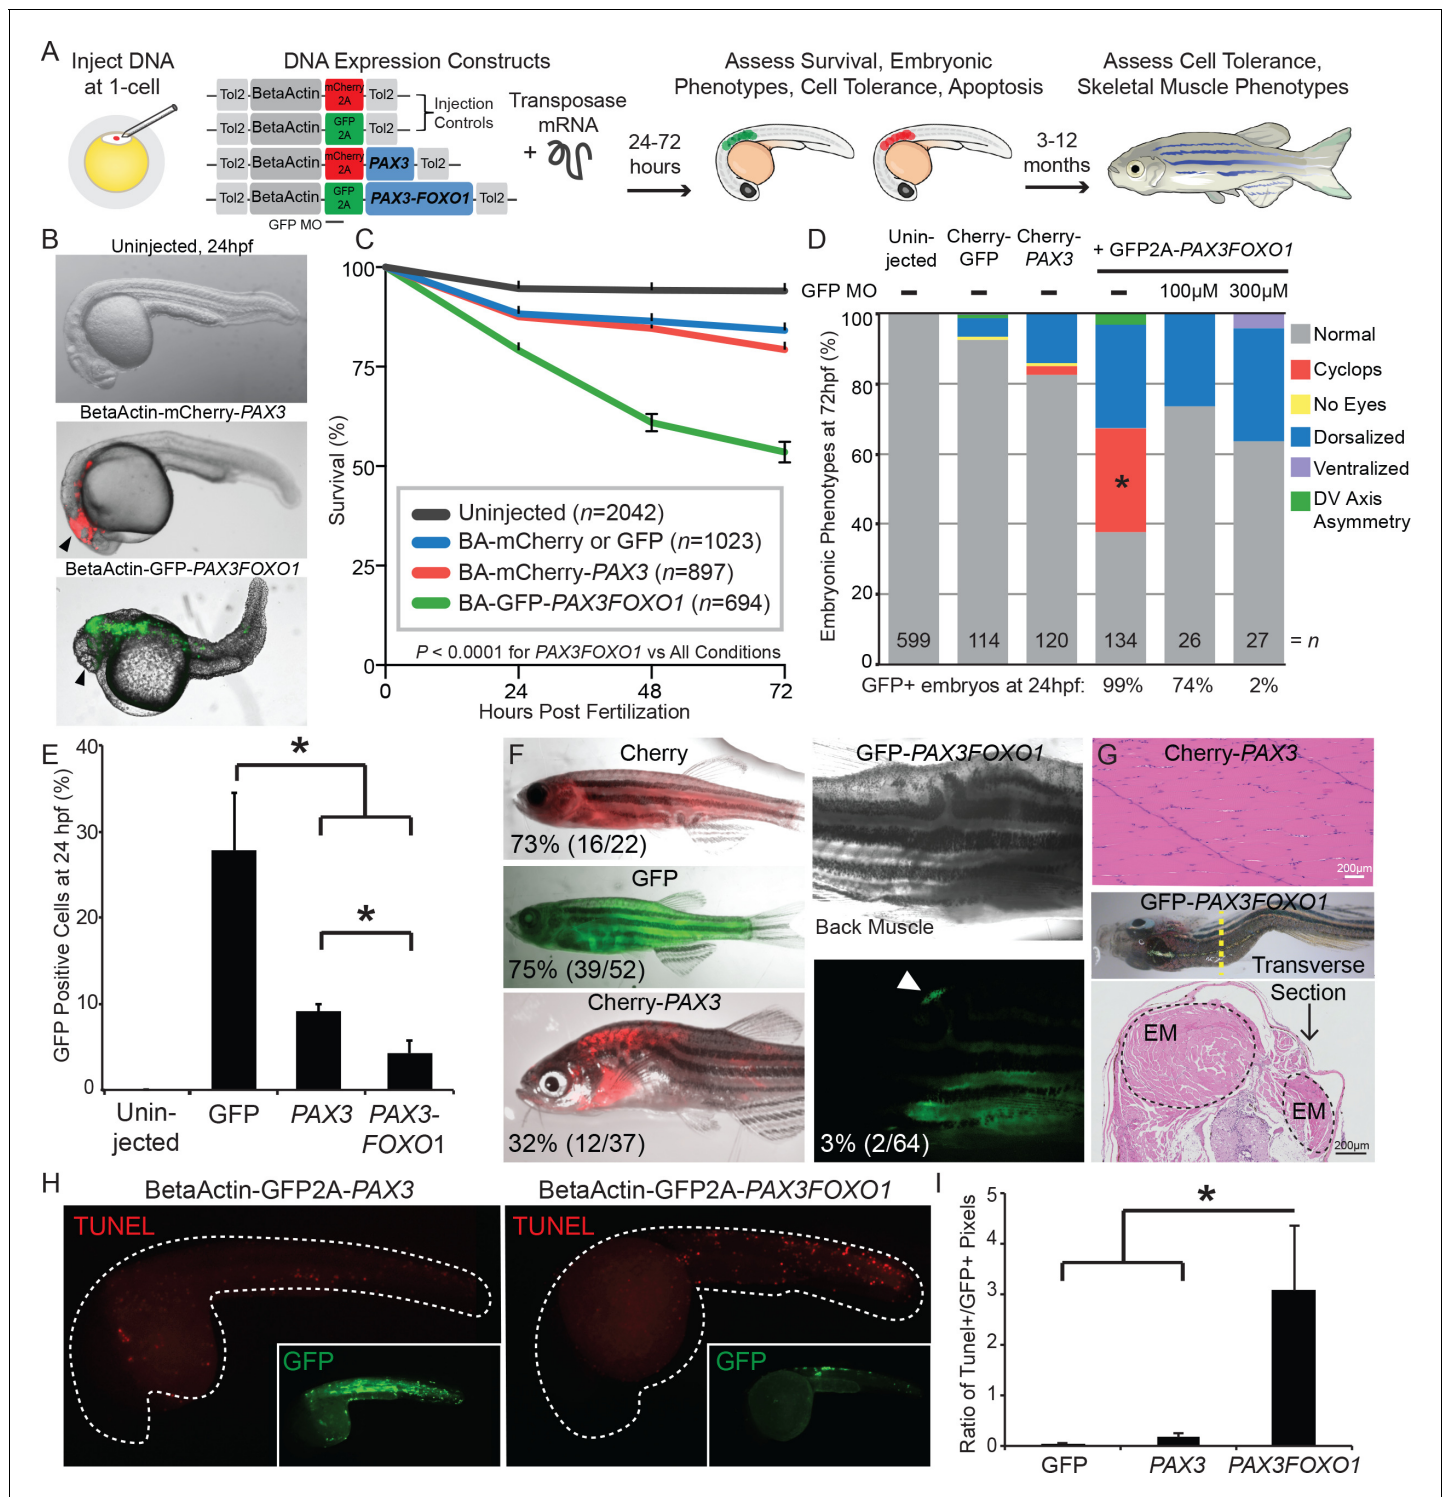 A
Inject DNA
at 1-cell
DNA Expression Constructs
Tol2 BetaActin mCherry 2A Tol2
Tol2 BetaActin GFP 2A Tol2
Injection
Controls
Tol2 BetaActin mCherry 2A PAX3 Tol2
Tol2 BetaActin GFP 2A PAX3-FOXO1 Tol2
GFP MO
Transposase
mRNA
+
24-72
hours
Assess Survival, Embryonic
Phenotypes, Cell Tolerance, Apoptosis
3-12
months
Assess Cell Tolerance,
Skeletal Muscle Phenotypes
B
Uninjected, 24hpf
BetaActin-mCherry-PAX3
BetaActin-GFP-PAX3FOXO1
C
100
75
50
25
0
Survival (%)
Uninjected (n=2042)
BA-mCherry or GFP (n=1023)
BA-mCherry-PAX3 (n=897)
BA-GFP-PAX3FOXO1 (n=694)
P < 0.0001 for PAX3FOXO1 vs All Conditions
0 24 48 72
Hours Post Fertilization
D
Unin-
jected
Cherry-
GFP
Cherry-
PAX3
+ GFP2A-PAX3FOXO1
GFP MO - - - - 100µM 300µM
Embryonic Phenotypes at 72hpf (%)
100
80
60
40
20
0
*
599 114 120 134 26 27 = n
GFP+ embryos at 24hpf: 99% 74% 2%
Normal
Cyclops
No Eyes
Dorsalized
Ventralized
DV Axis
Asymmetry
E
GFP Positive Cells at 24 hpf (%)
40
30
20
10
0
*
*
Unin-
jected
GFP
PAX3
PAX3-
FOXO1
F
Cherry
73% (16/22)
GFP
75% (39/52)
Cherry-PAX3
32% (12/37)
GFP-PAX3FOXO1
Back Muscle
3% (2/64)
G
Cherry-PAX3
200µm
GFP-PAX3FOXO1
Transverse
Section
EM
EM
200µm
H
BetaActin-GFP2A-PAX3
TUNEL
GFP
BetaActin-GFP2A-PAX3FOXO1
TUNEL
GFP
I
Ratio of Tunel+/GFP+ Pixels
5
4
3
2
1
0
*
GFP PAX3 PAX3FOXO1